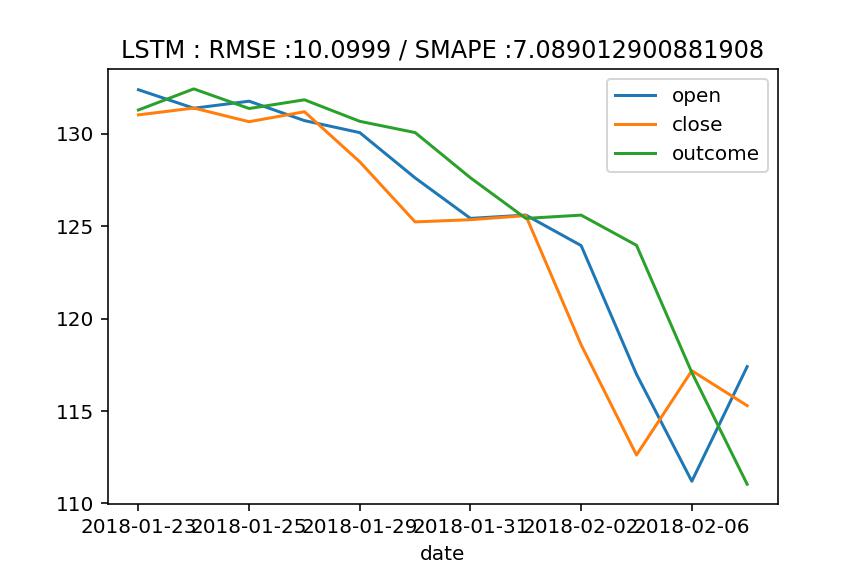 LSTM : RMSE :10.0999 / SMAPE :7.089012900881908
open
close
outcome
130
125
120
115
110
2018-01-23 2018-01-25 2018-01-29 2018-01-31 2018-02-02 2018-02-06
date